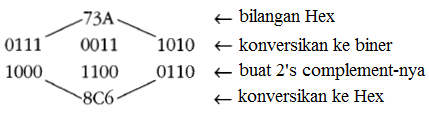 73A ← bilangan Hex
0111 0011 1010 ← konversikan ke biner
1000 1100 0110 ← buat 2's complement-nya
8C6 ← konversikan ke Hex